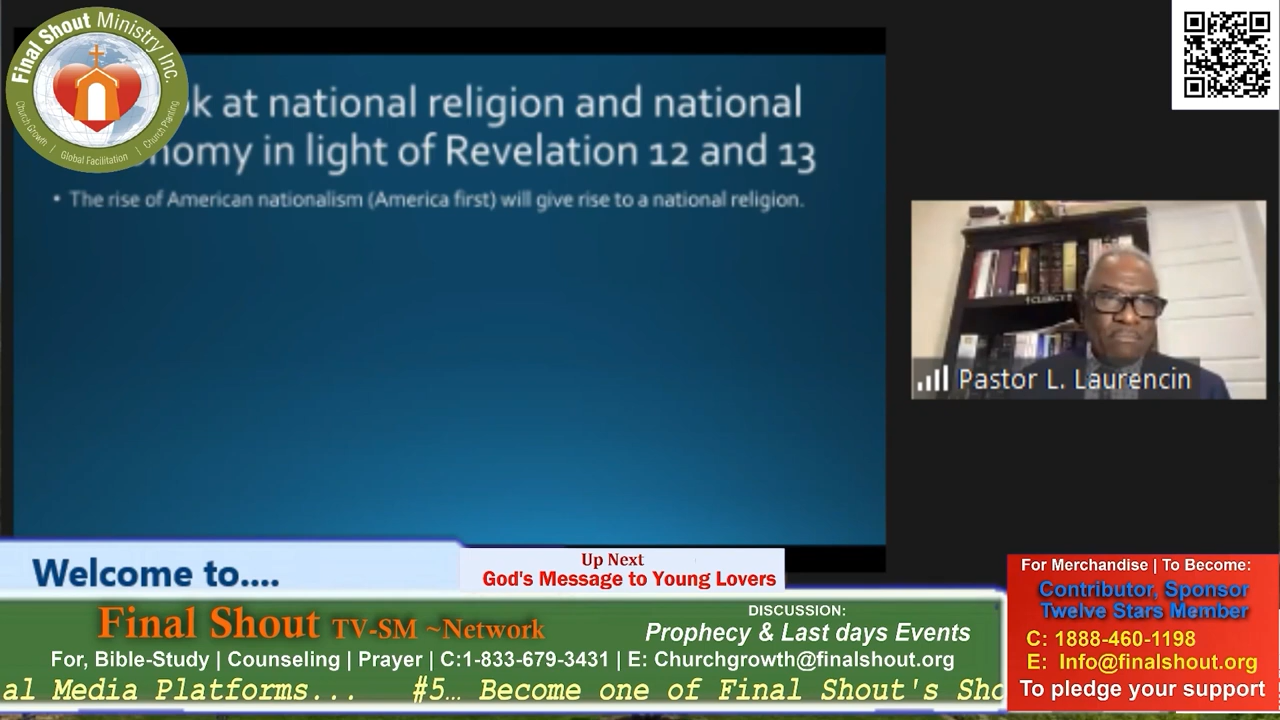 Final Shout Ministry Inc.
Church Growth | Global Facilitation | Church Planting
ok at national religion and national
nomy in light of Revelation 12 and 13
• The rise of American nationalism (America first) will give rise to a national religion.
CLERGY
Pastor L. Laurencin
Welcome to....
Up Next
God's Message to Young Lovers
Final Shout TV-SM ~Network
DISCUSSION:
Prophecy & Last days Events
For, Bible-Study | Counseling | Prayer | C:1-833-679-3431 | E: Churchgrowth@finalshout.org
al Media Platforms... #5… Become one of Final Shout's Sho
For Merchandise | To Become:
Contributor, Sponsor
Twelve Stars Member
C: 1888-460-1198
E: Info@finalshout.org
To pledge your support